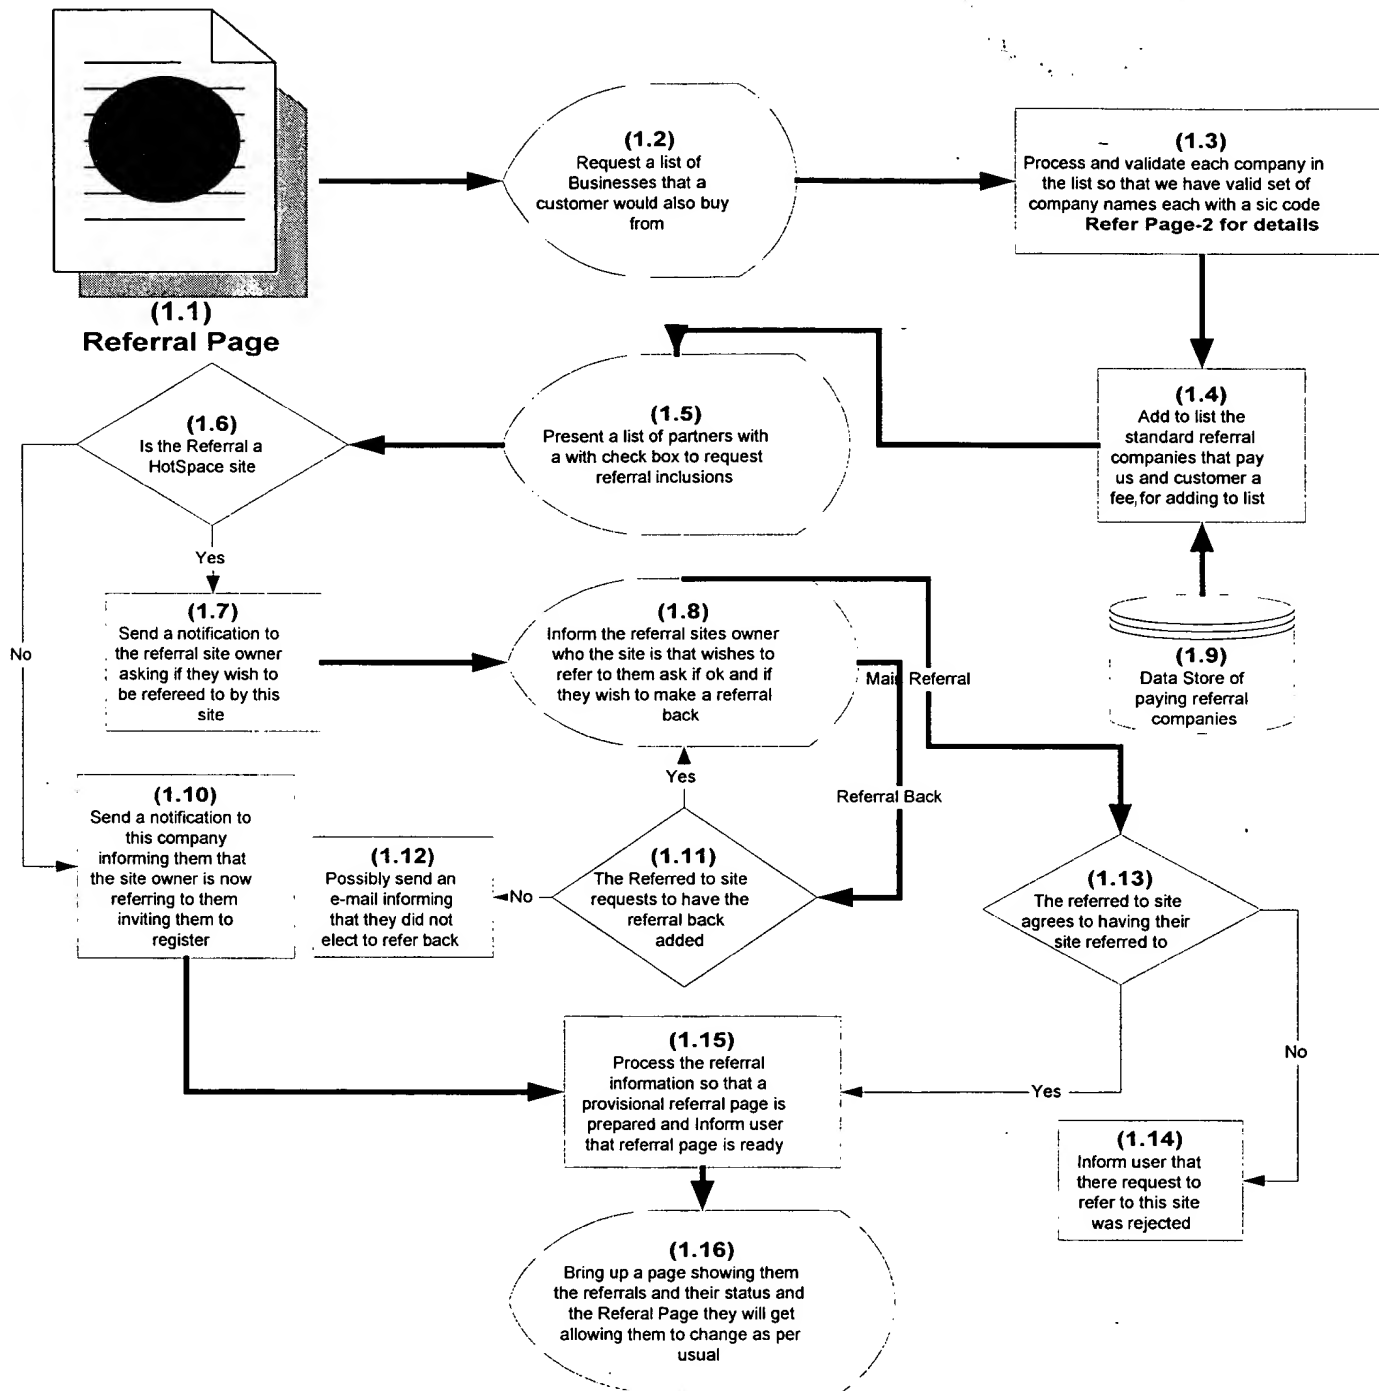 (1.1)
Referral Page
(1.2)
Request a list of
Businesses that a
customer would also buy
from
(1.3)
Process and validate each company in
the list so that we have valid set of
company names each with a sic code
Refer Page-2 for details
(1.4)
Add to list the
standard referral
companies that pay
us and customer a
fee, for adding to list
(1.5)
Present a list of partners with
a with check box to request
referral inclusions
(1.6)
Is the Referral a
HotSpace site
Yes
No
(1.7)
Send a notification to
the referral site owner
asking if they wish to
be refereed to by this
site
(1.8)
Inform the referral sites owner
who the site is that wishes to
refer to them ask if ok and if
they wish to make a referral
back
Main Referral
(1.9)
Data Store of
paying referral
companies
Yes
Referral Back
(1.10)
Send a notification to
this company
informing them that
the site owner is now
referring to them
inviting them to
register
(1.12)
Possibly send an
e-mail informing
that they did not
elect to refer back
No
(1.11)
The Referred to site
requests to have the
referral back
added
(1.13)
The referred to site
agrees to having their
site referred to
No
Yes
(1.15)
Process the referral
information so that a
provisional referral page is
prepared and Inform user
that referral page is ready
(1.14)
Inform user that
there request to
refer to this site
was rejected
(1.16)
Bring up a page showing them
the referrals and their status and
the Referal Page they will get
allowing them to change as per
usual